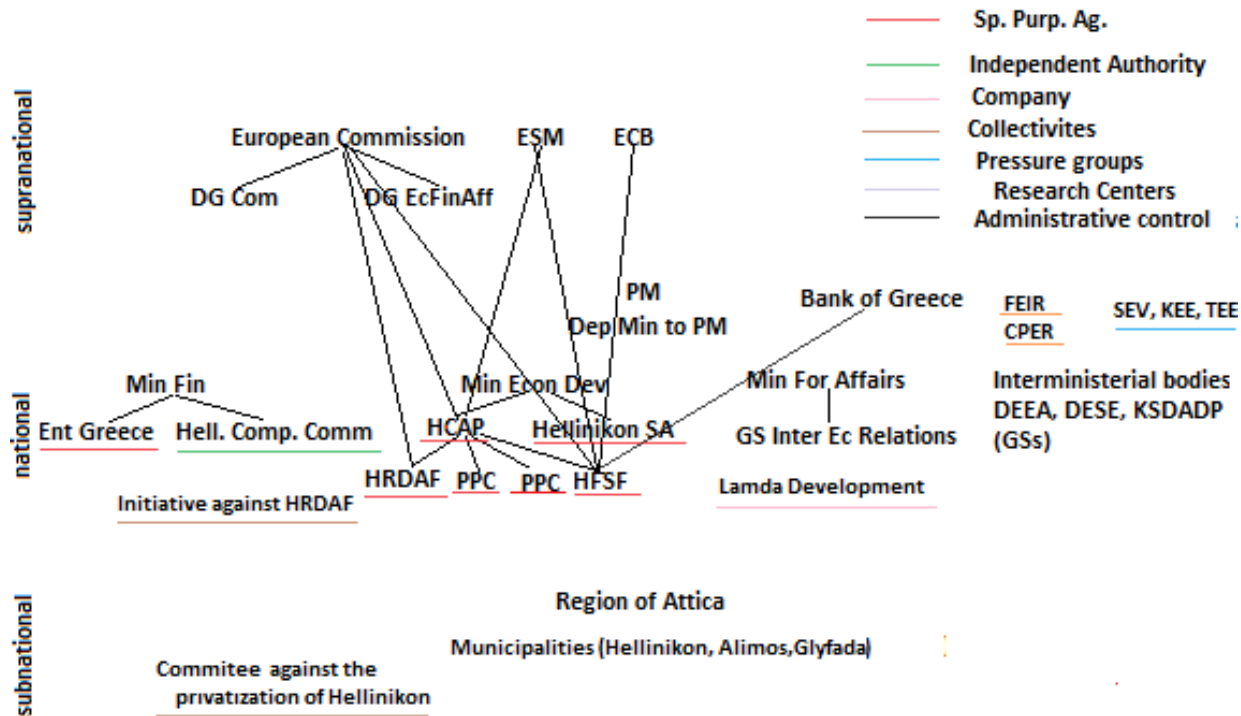 Sp. Purp. Ag.
Independent Authority
Company
Collectivites
Pressure groups
Research Centers
Administrative control
supranational
European Commission
ESM
ECB
DG Com
DG EcFinAff
PM
Dep Min to PM
Bank of Greece
FEIR
CPER
SEV, KEE, TEE
national
Min Fin
Min Econ Dev
Min For Affairs
Interministerial bodies
DEEA, DESE, KSDADP
(GSs)
Ent Greece
Hell. Comp. Comm
HCAP
Hellinikon SA
GS Inter Ec Relations
HRDAF
PPC
PPC
HFSF
Lamda Development
Initiative against HRDAF
subnational
Region of Attica
Municipalities (Hellinikon, Alimos,Glyfada)
Commitee against the
privatization of Hellinikon